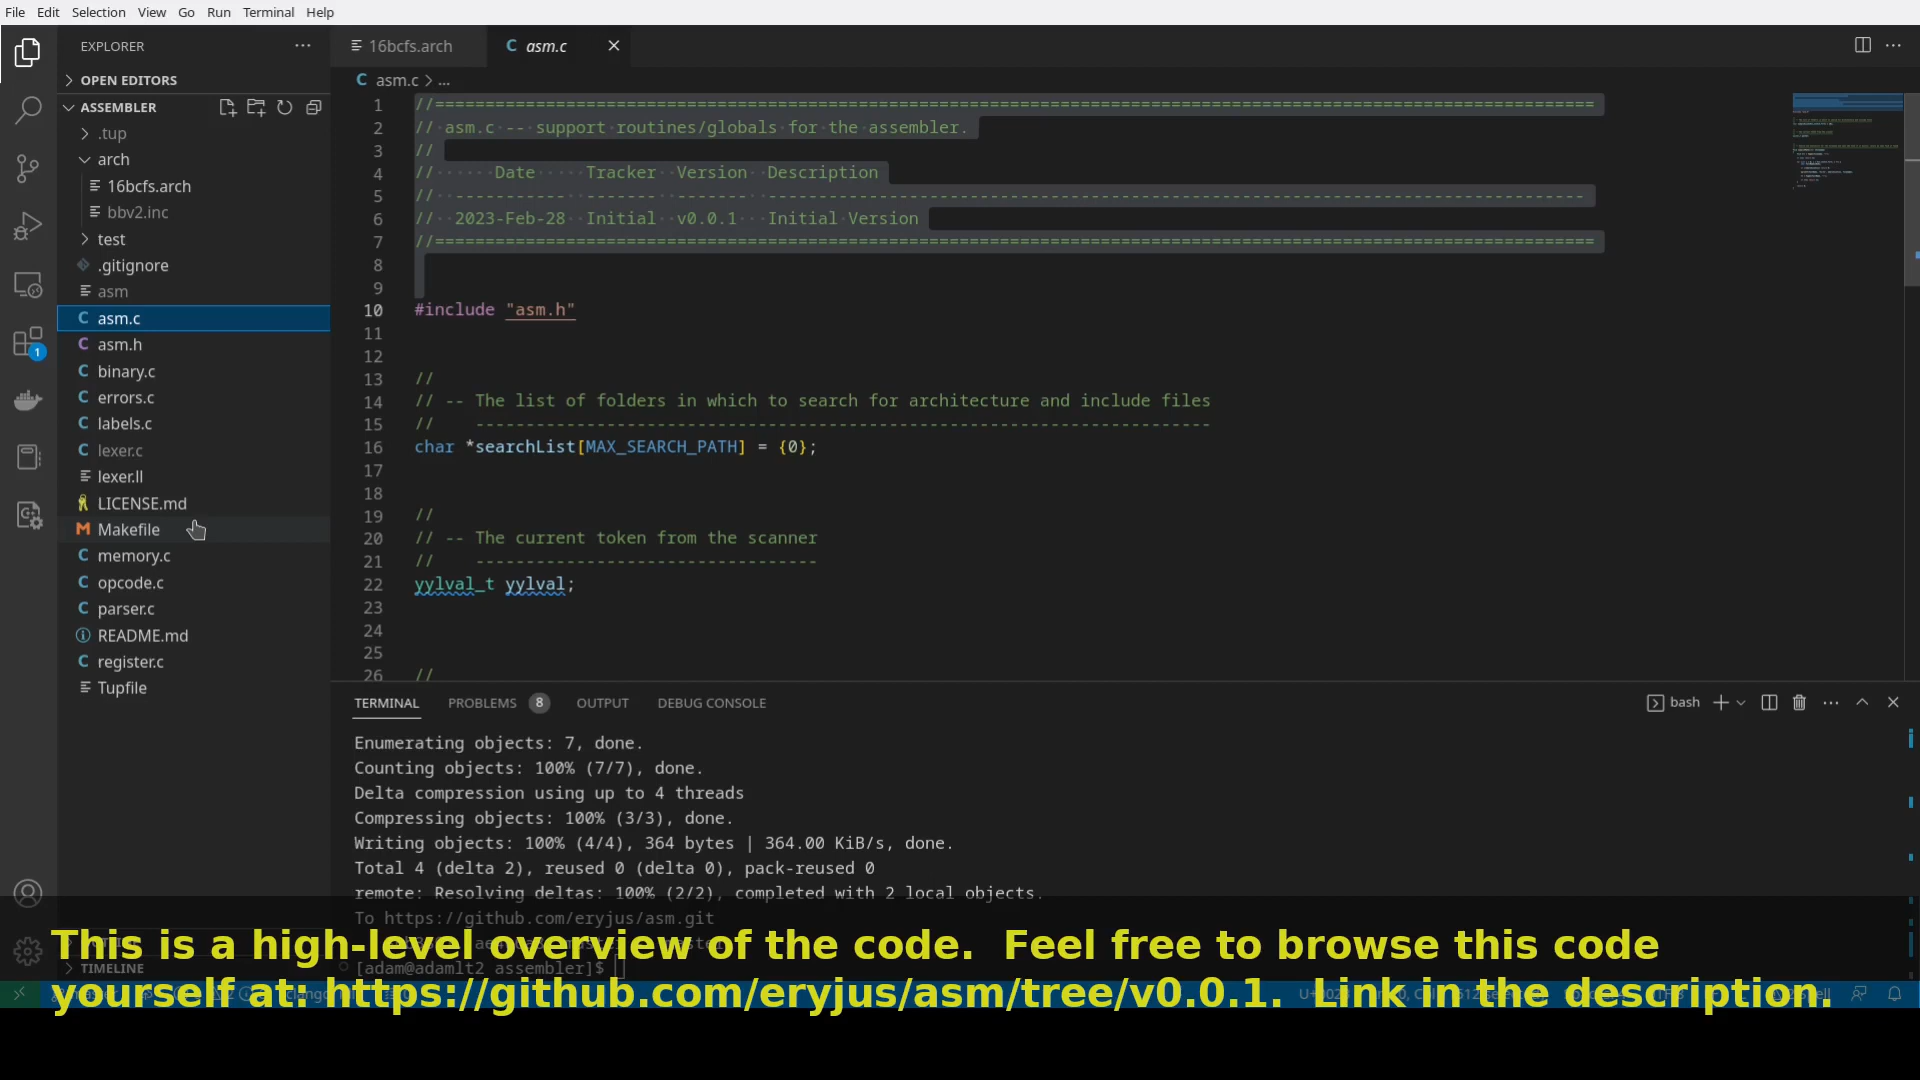 File Edit Selection View Go Run Terminal Help
EXPLORER
16bcfs.arch
asm.c
OPEN EDITORS
asm.c > ...
ASSEMBLER
.tup
arch
16bcfs.arch
bbv2.inc
test
.gitignore
asm
asm.c
asm.h
binary.c
errors.c
labels.c
lexer.c
lexer.ll
LICENSE.md
Makefile
memory.c
opcode.c
parser.c
README.md
register.c
Tupfile
TIMELINE
1 //====================================================================================================================
2 // asm.c -- support routines/globals for the assembler.
3 //
4 // Date Tracker Version Description
5 // ----------- ------- ------- ---------------------------------------------------------------------------------
6 // 2023-Feb-28 Initial v0.0.1 Initial Version
7 //====================================================================================================================
8
9
10 #include "asm.h"
11
12
13 //
14 // -- The list of folders in which to search for architecture and include files
15 // -------------------------------------------------------------------------
16 char *searchList[MAX_SEARCH_PATH] = {0};
17
18
19 //
20 // -- The current token from the scanner
21 // ----------------------------------
22 yylval_t yylval;
23
24
25
26 //
TERMINAL PROBLEMS 8 OUTPUT DEBUG CONSOLE
bash
Enumerating objects: 7, done.
Counting objects: 100% (7/7), done.
Delta compression using up to 4 threads
Compressing objects: 100% (3/3), done.
Writing objects: 100% (4/4), 364 bytes | 364.00 KiB/s, done.
Total 4 (delta 2), reused 0 (delta 0), pack-reused 0
remote: Resolving deltas: 100% (2/2), completed with 2 local objects.
To https://github.com/eryjus/asm.git
[adam@adamlt2 assembler]$
This is a high-level overview of the code. Feel free to browse this code
yourself at: https://github.com/eryjus/asm/tree/v0.0.1. Link in the description.